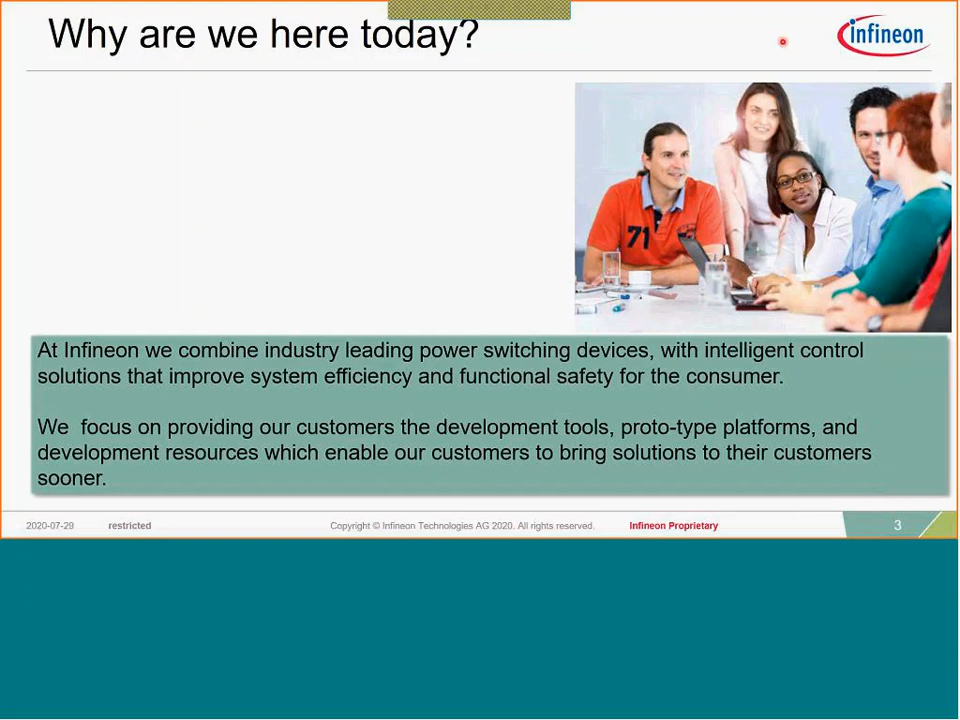 Why are we here today?
infineon
71
At Infineon we combine industry leading power switching devices, with intelligent control
solutions that improve system efficiency and functional safety for the consumer.
We  focus on providing our customers the development tools, proto-type platforms, and
development resources which enable our customers to bring solutions to their customers
sooner.
2020-07-29 restricted Copyright © Infineon Technologies AG 2020. All rights reserved. Infineon Proprietary 3